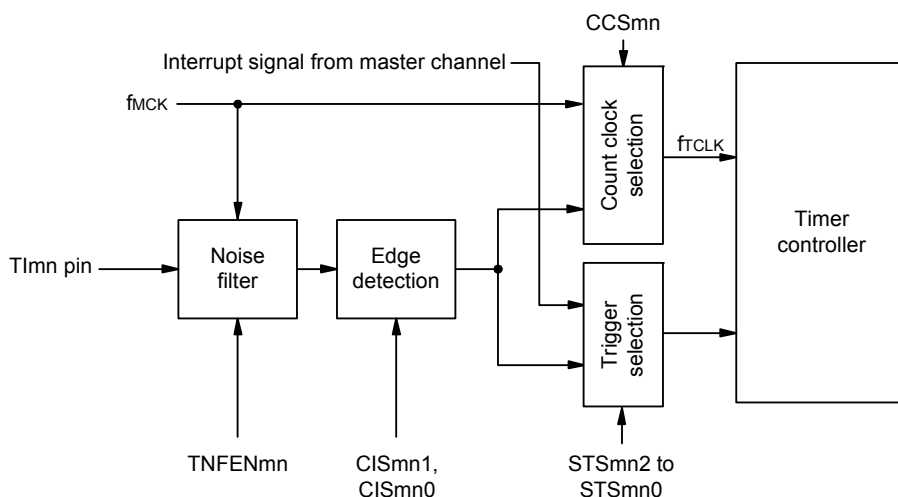 CCSmn
Interrupt signal from master channel
fMCK
Count clock
selection
fTCLK
Timer
controller
TImn pin
Noise
filter
Edge
detection
Trigger
selection
TNFENmn
CISmn1,
CISmn0
STSmn2 to
STSmn0